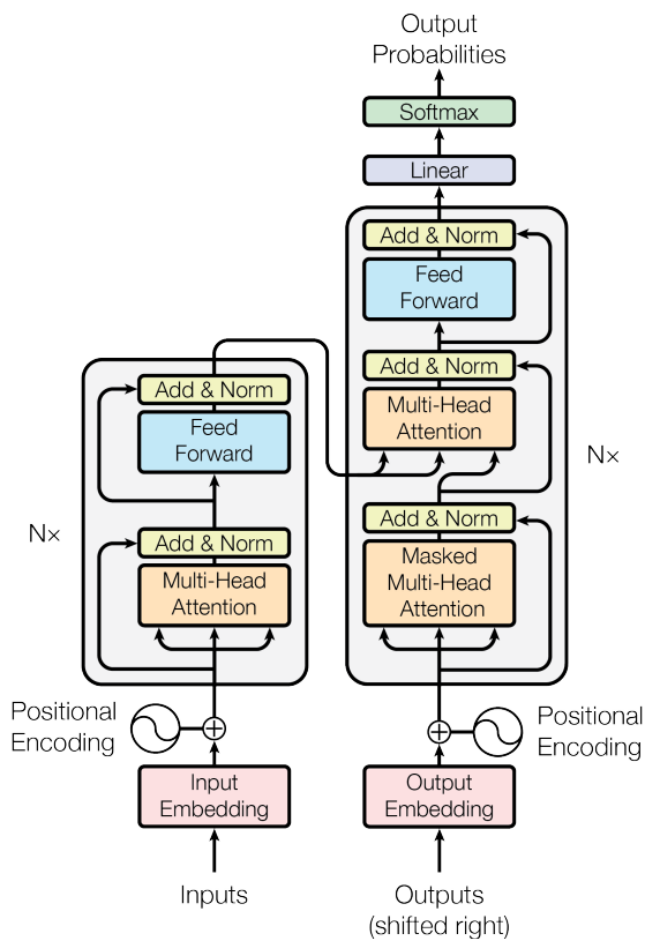 Output
Probabilities
Softmax
Linear
Add & Norm
Feed
Forward
Add & Norm
Multi-Head
Attention
Add & Norm
Masked
Multi-Head
Attention
N×
Add & Norm
Feed
Forward
Add & Norm
Multi-Head
Attention
N×
Positional
Encoding
Positional
Encoding
Input
Embedding
Output
Embedding
Inputs
Outputs
(shifted right)